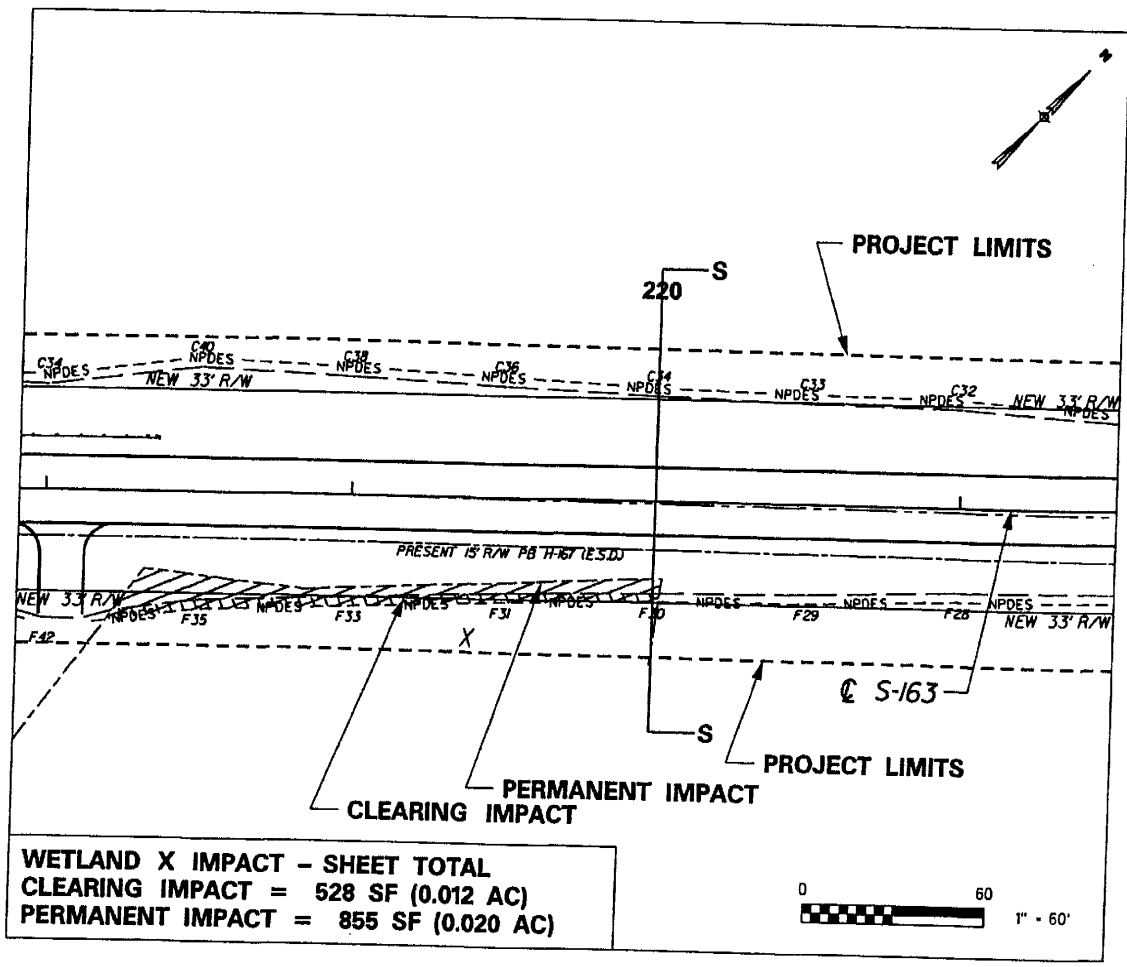 N
PROJECT LIMITS
S
220
C34 C40 C38 C36 C34 C33 C32
NPDES NPDES NPDES NPDES NPDES NPDES NPDES NPDES
NEW 33' R/W NEW 33' R/W
PRESENT 15' R/W PB H-167 (E.S.D.)
NEW 33' R/W NPDES NPDES NPDES NPDES NPDES NPDES NPDES
F42 F35 F33 F31 F30 F29 F28
NEW 33' R/W
X
℄ S-163
S
PROJECT LIMITS
PERMANENT IMPACT
CLEARING IMPACT
WETLAND X IMPACT - SHEET TOTAL
CLEARING IMPACT = 528 SF (0.012 AC)
PERMANENT IMPACT = 855 SF (0.020 AC)
0 60
1" = 60'